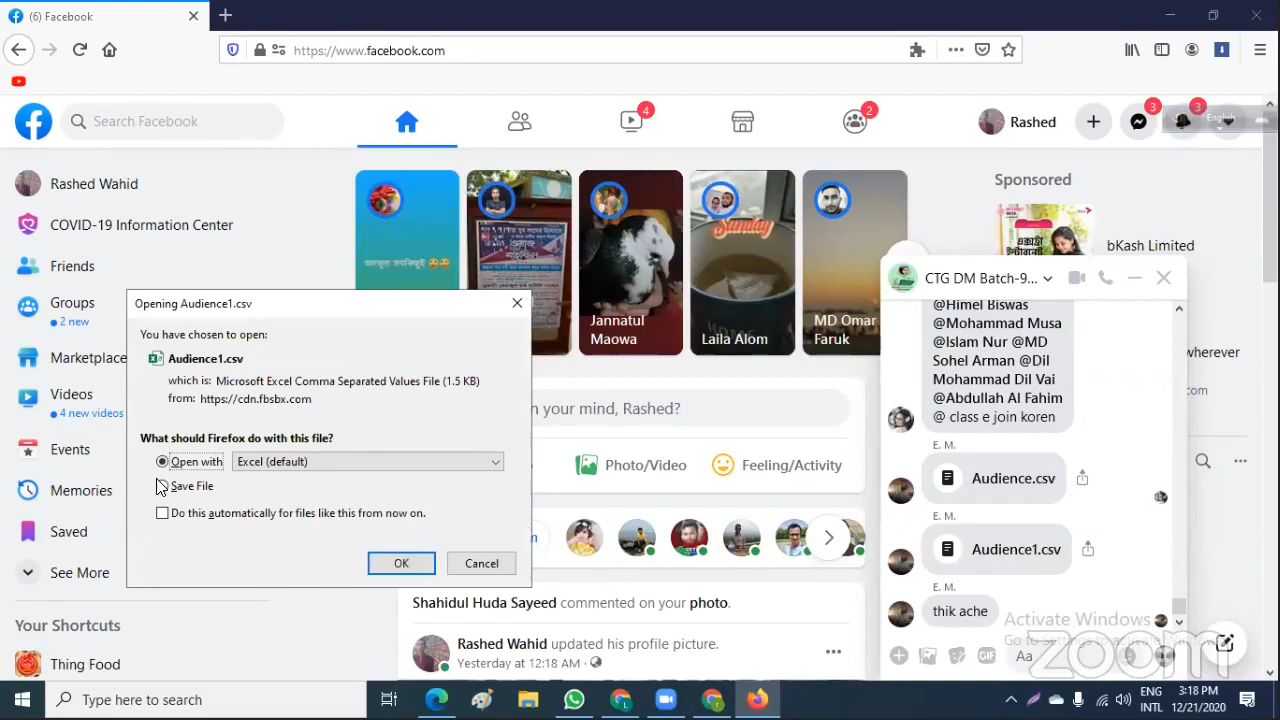 (6) Facebook
https://www.facebook.com
Search Facebook
4
2
Rashed
3
3
English
Rashed Wahid
COVID-19 Information Center
Friends
Groups
2 new
Marketplace
Videos
4 new videos
Events
Memories
Saved
See More
Your Shortcuts
Thing Food
Sunday
Jannatul
Maowa
Laila Alom
MD Omar
Faruk
Sponsored
bKash Limited
wherever
com
Opening Audience1.csv
You have chosen to open:
Audience1.csv
which is: Microsoft Excel Comma Separated Values File (1.5 KB)
from: https://cdn.fbsbx.com
What should Firefox do with this file?
Open with
Excel (default)
Save File
Do this automatically for files like this from now on.
OK
Cancel
n your mind, Rashed?
Photo/Video
Feeling/Activity
Shahidul Huda Sayeed commented on your photo.
Rashed Wahid updated his profile picture.
Yesterday at 12:18 AM
CTG DM Batch-9...
@Himel Biswas
@Mohammad Musa
@Islam Nur @MD
Sohel Arman @Dil
Mohammad Dil Vai
@Abdullah Al Fahim
@ class e join koren
E. M.
Audience.csv
E. M.
Audience1.csv
E. M.
thik ache
GIF
Aa
Activate Windows
zoom
Type here to search
ENG
INTL
3:18 PM
12/21/2020